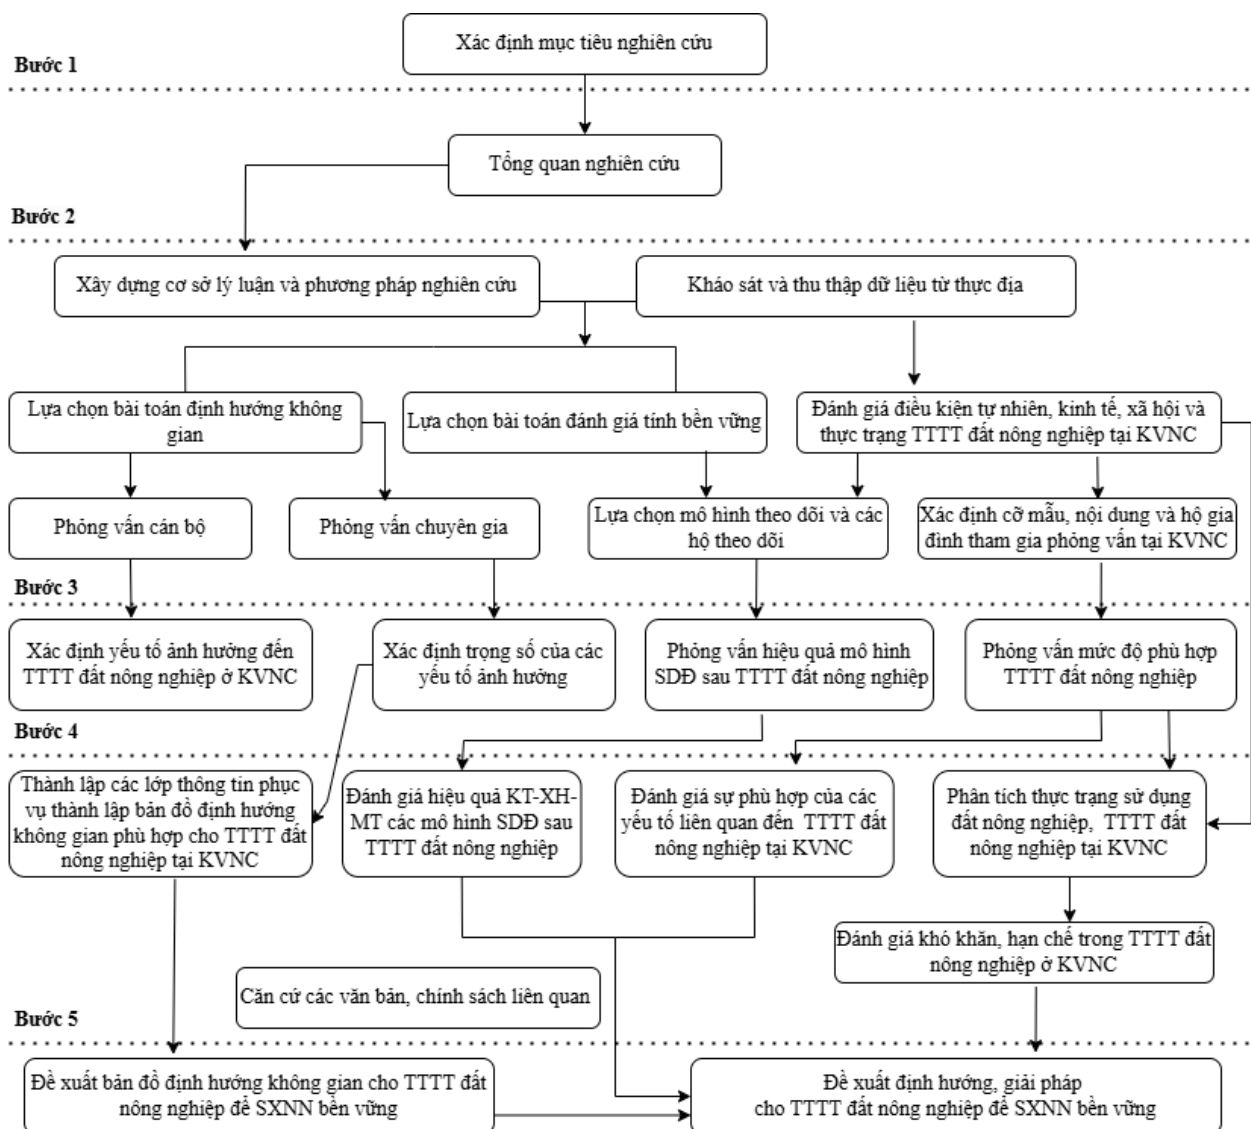 Xác định mục tiêu nghiên cứu
Bước 1
Tổng quan nghiên cứu
Bước 2
Xây dựng cơ sở lý luận và phương pháp nghiên cứu
Khảo sát và thu thập dữ liệu từ thực địa
Lựa chọn bài toán định hướng không
gian
Lựa chọn bài toán đánh giá tính bền vững
Đánh giá điều kiện tự nhiên, kinh tế, xã hội và
thực trạng TTTT đất nông nghiệp tại KVNC
Phỏng vấn cán bộ
Phỏng vấn chuyên gia
Lựa chọn mô hình theo dõi và các
hộ theo dõi
Xác định cỡ mẫu, nội dung và hộ gia
đình tham gia phỏng vấn tại KVNC
Bước 3
Xác định yếu tố ảnh hưởng đến
TTTT đất nông nghiệp ở KVNC
Xác định trọng số của các
yếu tố ảnh hưởng
Phỏng vấn hiệu quả mô hình
SDĐ sau TTTT đất nông nghiệp
Phỏng vấn mức độ phù hợp
TTTT đất nông nghiệp
Bước 4
Thành lập các lớp thông tin phục
vụ thành lập bản đồ định hướng
không gian phù hợp cho TTTT đất
nông nghiệp tại KVNC
Đánh giá hiệu quả KT-XH-
MT các mô hình SDĐ sau
TTTT đất nông nghiệp
Đánh giá sự phù hợp của các
yếu tố liên quan đến TTTT đất
nông nghiệp tại KVNC
Phân tích thực trạng sử dụng
đất nông nghiệp, TTTT đất
nông nghiệp tại KVNC
Đánh giá khó khăn, hạn chế trong TTTT đất
nông nghiệp ở KVNC
Căn cứ các văn bản, chính sách liên quan
Bước 5
Đề xuất bản đồ định hướng không gian cho TTTT đất
nông nghiệp để SXNN bền vững
Đề xuất định hướng, giải pháp
cho TTTT đất nông nghiệp để SXNN bền vững